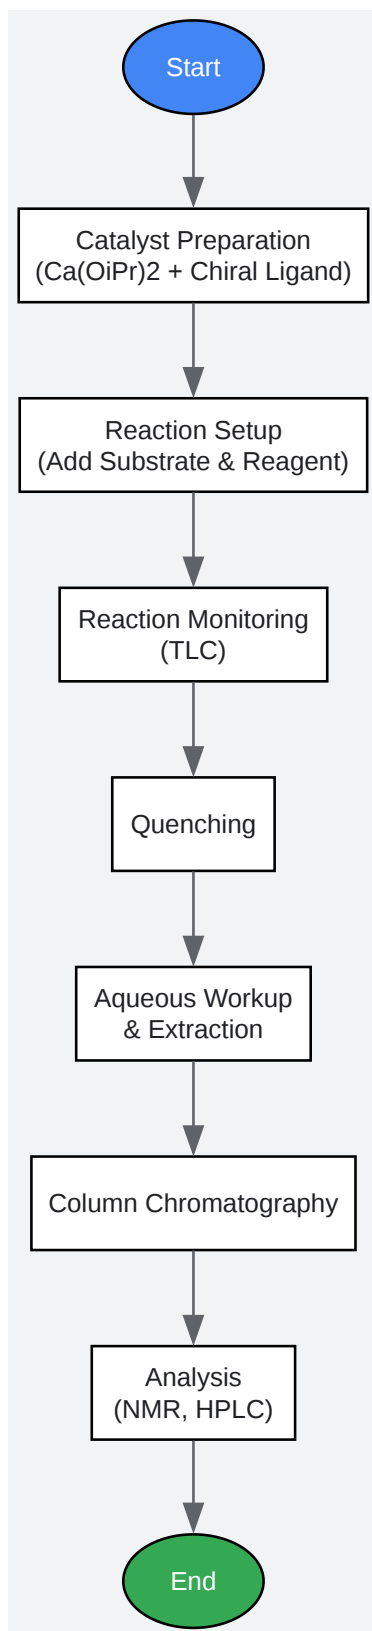 Start
Catalyst Preparation
(Ca(OiPr)2 + Chiral Ligand)
Reaction Setup
(Add Substrate & Reagent)
Reaction Monitoring
(TLC)
Quenching
Aqueous Workup
& Extraction
Column Chromatography
Analysis
(NMR, HPLC)
End